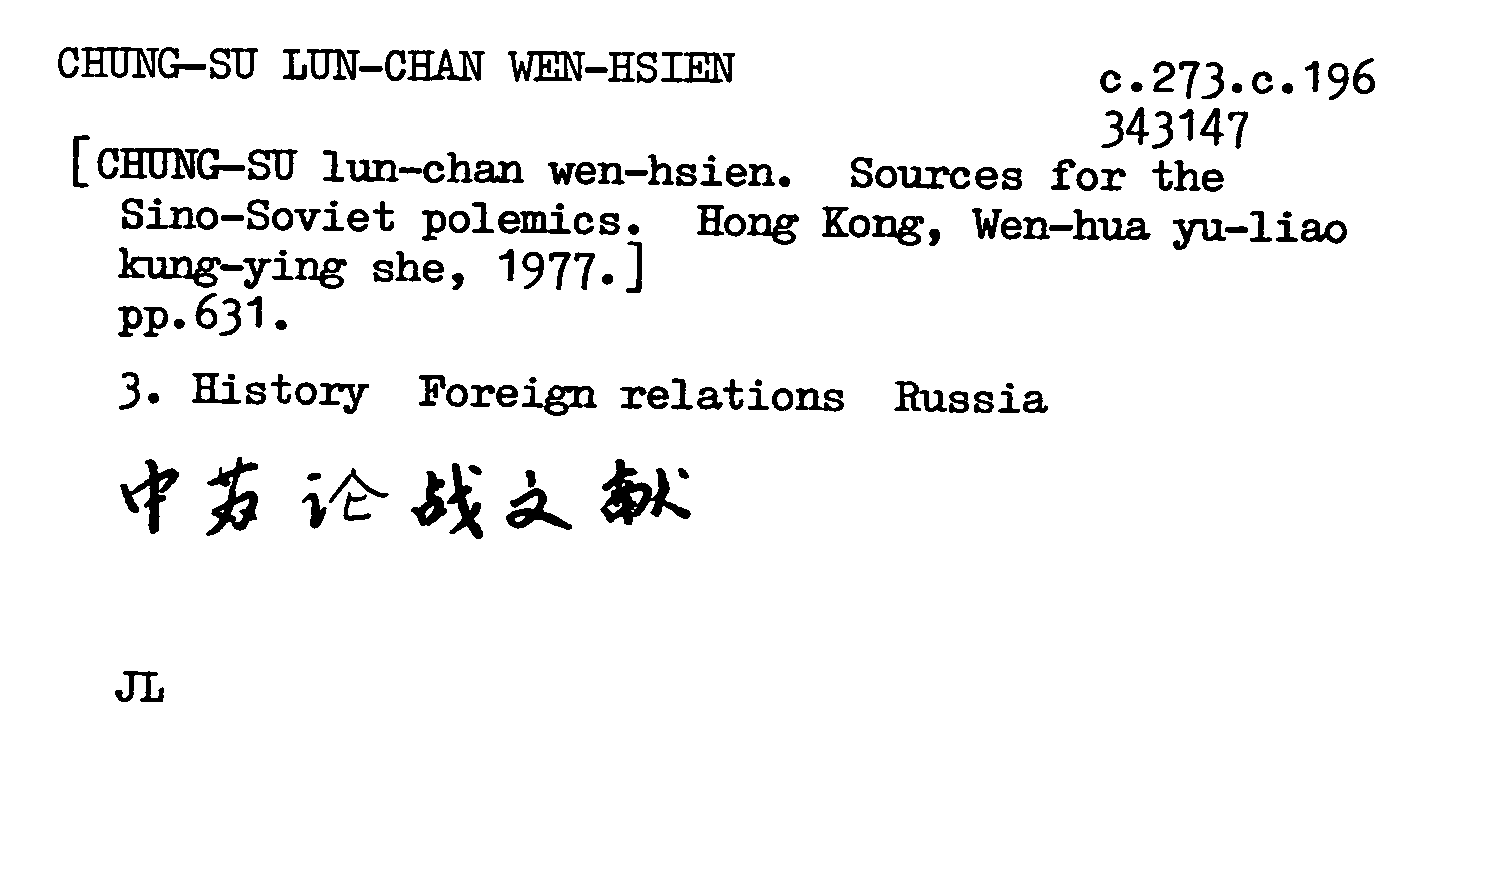 CHUNG-SU LUN-CHAN WEN-HSIEN
c.273.c.196
343147
[CHUNG-SU lun-chan wen-hsien. Sources for the
Sino-Soviet polemics. Hong Kong, Wen-hua yu-liao
kung-ying she, 1977.]
pp.631.
3. History Foreign relations Russia
中苏论战文献
JL